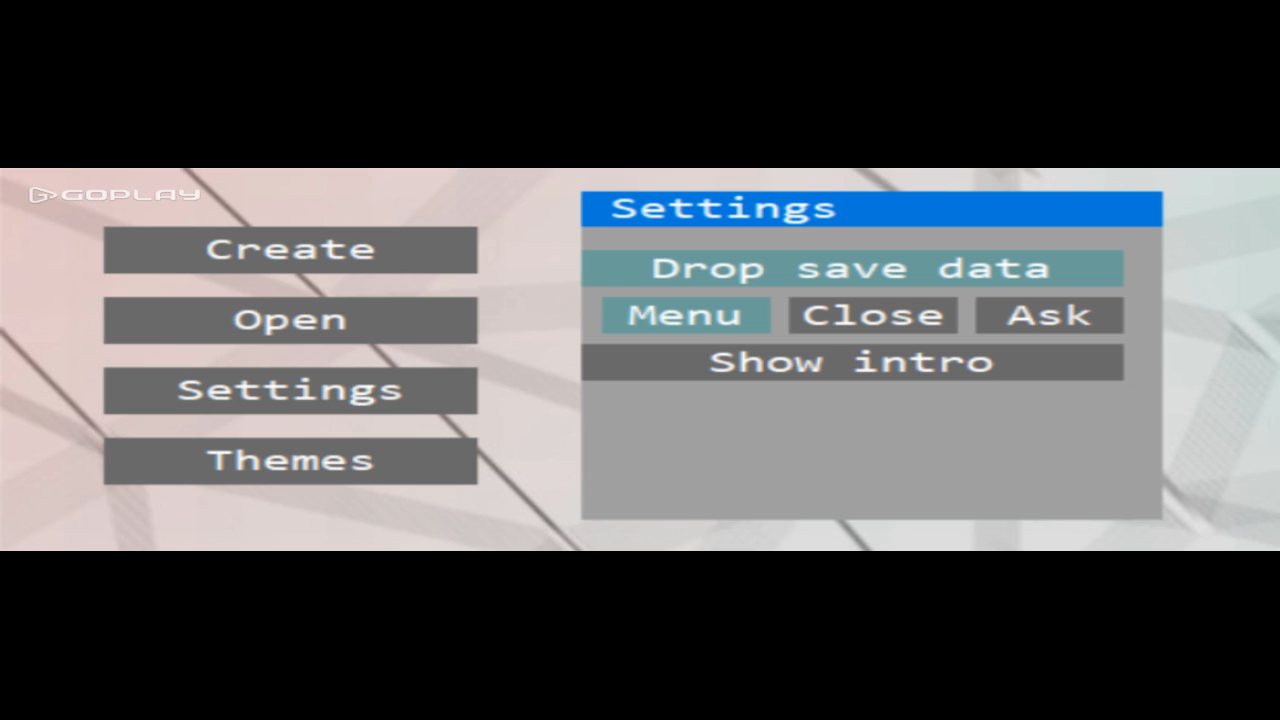 GOPLAY
Create
Open
Settings
Themes
Settings
Drop save data
Menu Close Ask
Show intro